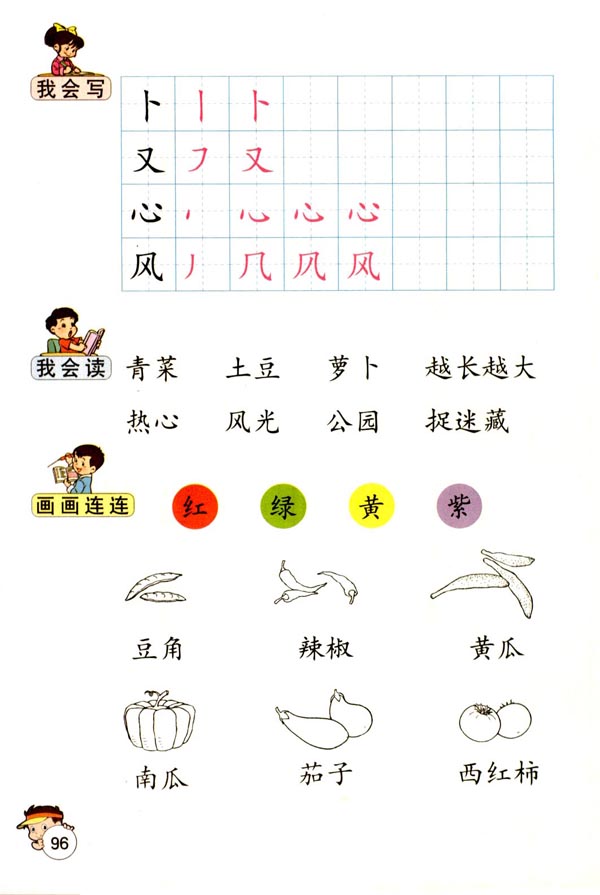 我会写
卜 丨 卜
又 フ 又
心 丶 心 心 心
风 丿 几 凤 风
我会读
青菜 土豆 萝卜 越长越大
热心 风光 公园 捉迷藏
画画连连
红 绿 黄 紫
豆角 辣椒 黄瓜
南瓜 茄子 西红柿
96